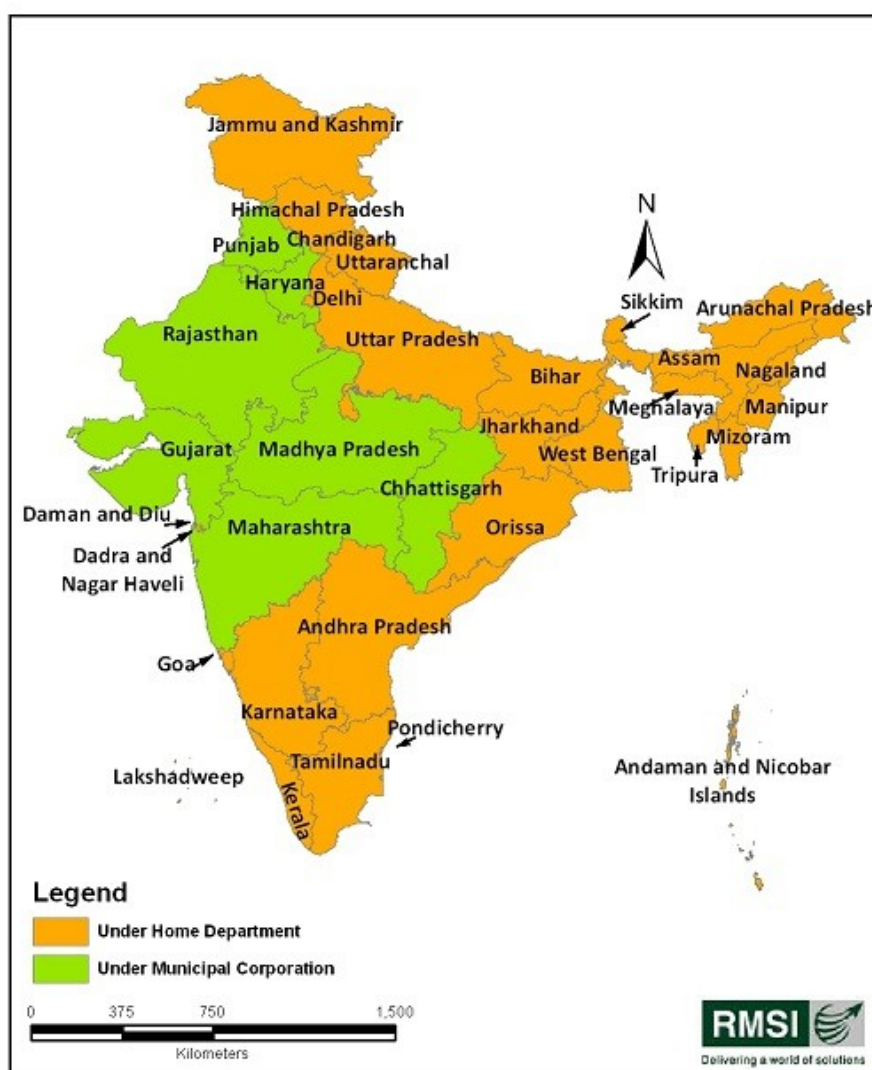 Jammu and Kashmir
N
Himachal Pradesh
Punjab
Chandigarh
Uttaranchal
Haryana
Delhi
Sikkim
Arunachal Pradesh
Rajasthan
Uttar Pradesh
Assam
Bihar
Nagaland
Meghalaya
Manipur
Jharkhand
Mizoram
Gujarat
Madhya Pradesh
West Bengal
Tripura
Chhattisgarh
Daman and Diu
Maharashtra
Orissa
Dadra and
Nagar Haveli
Andhra Pradesh
Goa
Karnataka
Pondicherry
Tamilnadu
Lakshadweep
Andaman and Nicobar
Islands
Kerala
Legend
Under Home Department
Under Municipal Corporation
0 375 750 1,500
Kilometers
RMSI
Delivering a world of solutions